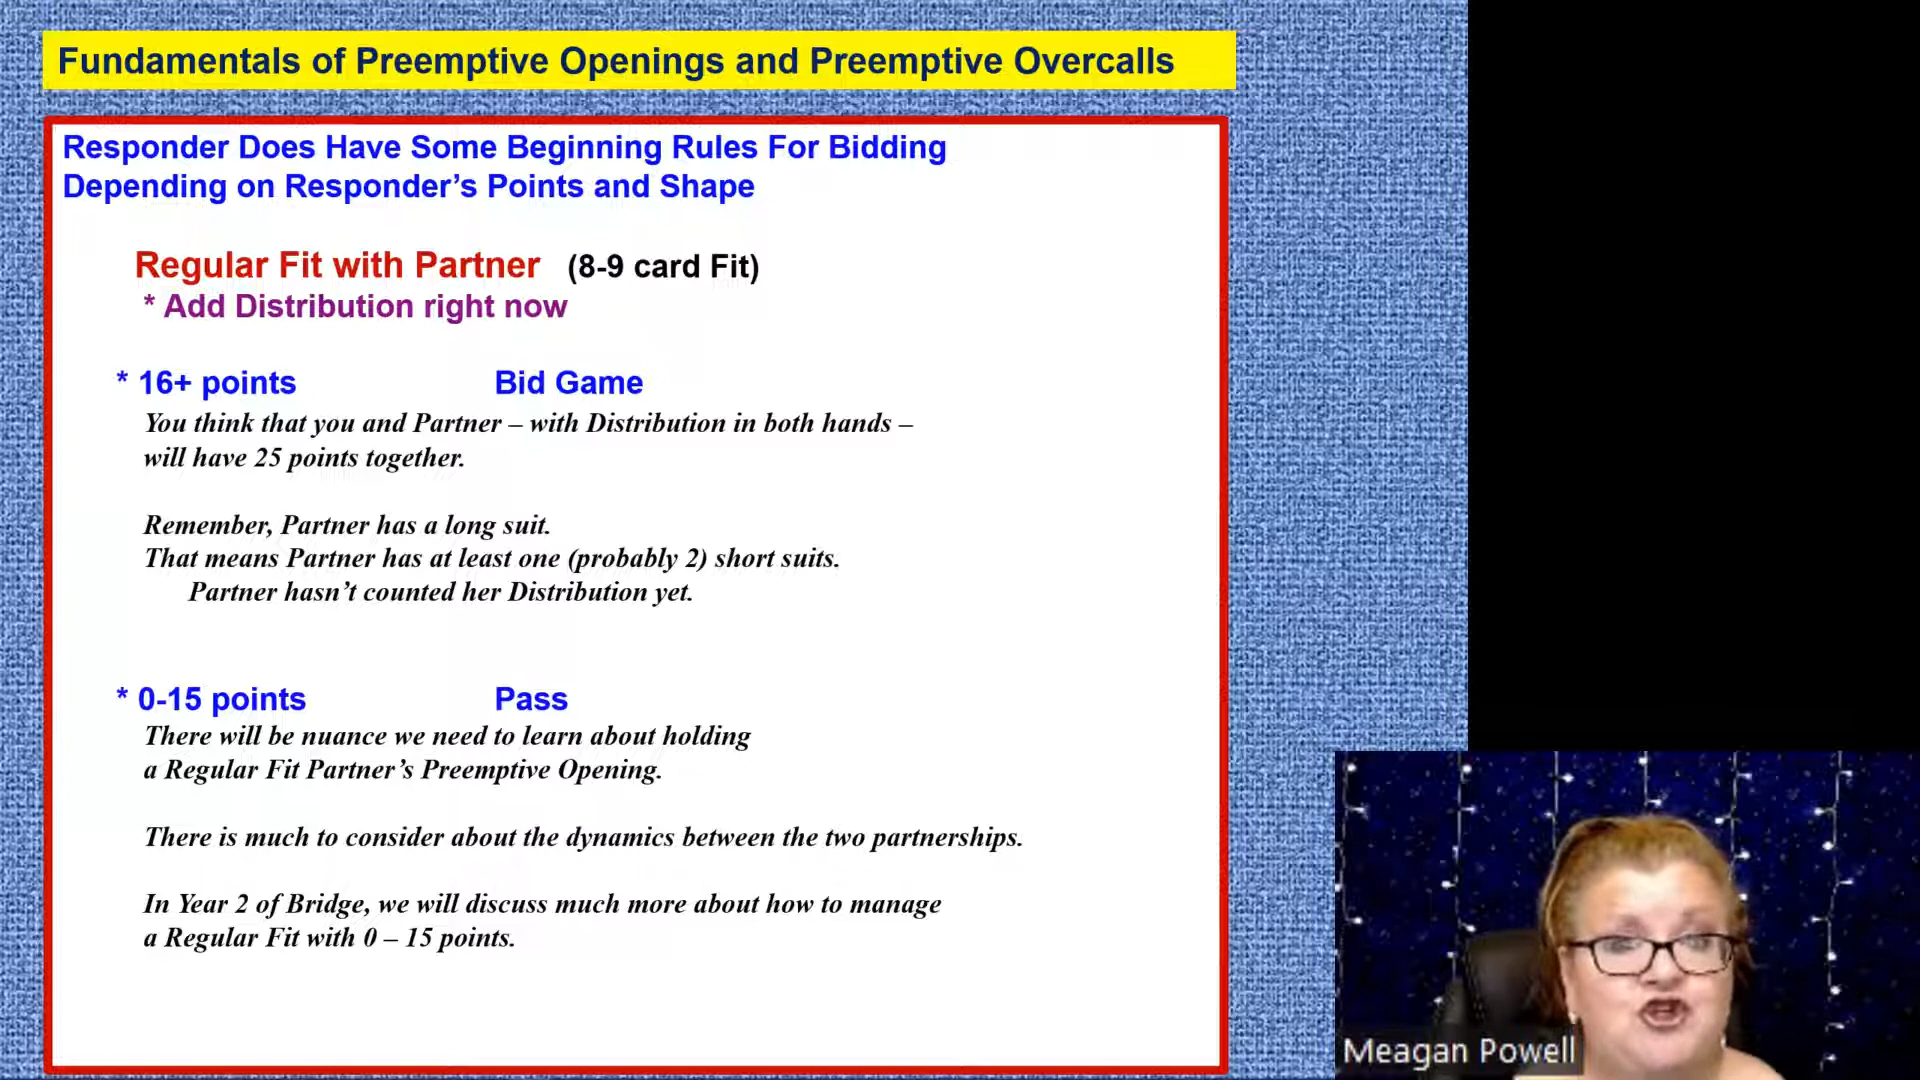 Fundamentals of Preemptive Openings and Preemptive Overcalls
Responder Does Have Some Beginning Rules For Bidding
Depending on Responder’s Points and Shape
Regular Fit with Partner (8-9 card Fit)
* Add Distribution right now
* 16+ points Bid Game
You think that you and Partner – with Distribution in both hands –
will have 25 points together.
Remember, Partner has a long suit.
That means Partner has at least one (probably 2) short suits.
Partner hasn’t counted her Distribution yet.
* 0-15 points Pass
There will be nuance we need to learn about holding
a Regular Fit Partner’s Preemptive Opening.
There is much to consider about the dynamics between the two partnerships.
In Year 2 of Bridge, we will discuss much more about how to manage
a Regular Fit with 0 – 15 points.
Meagan Powell